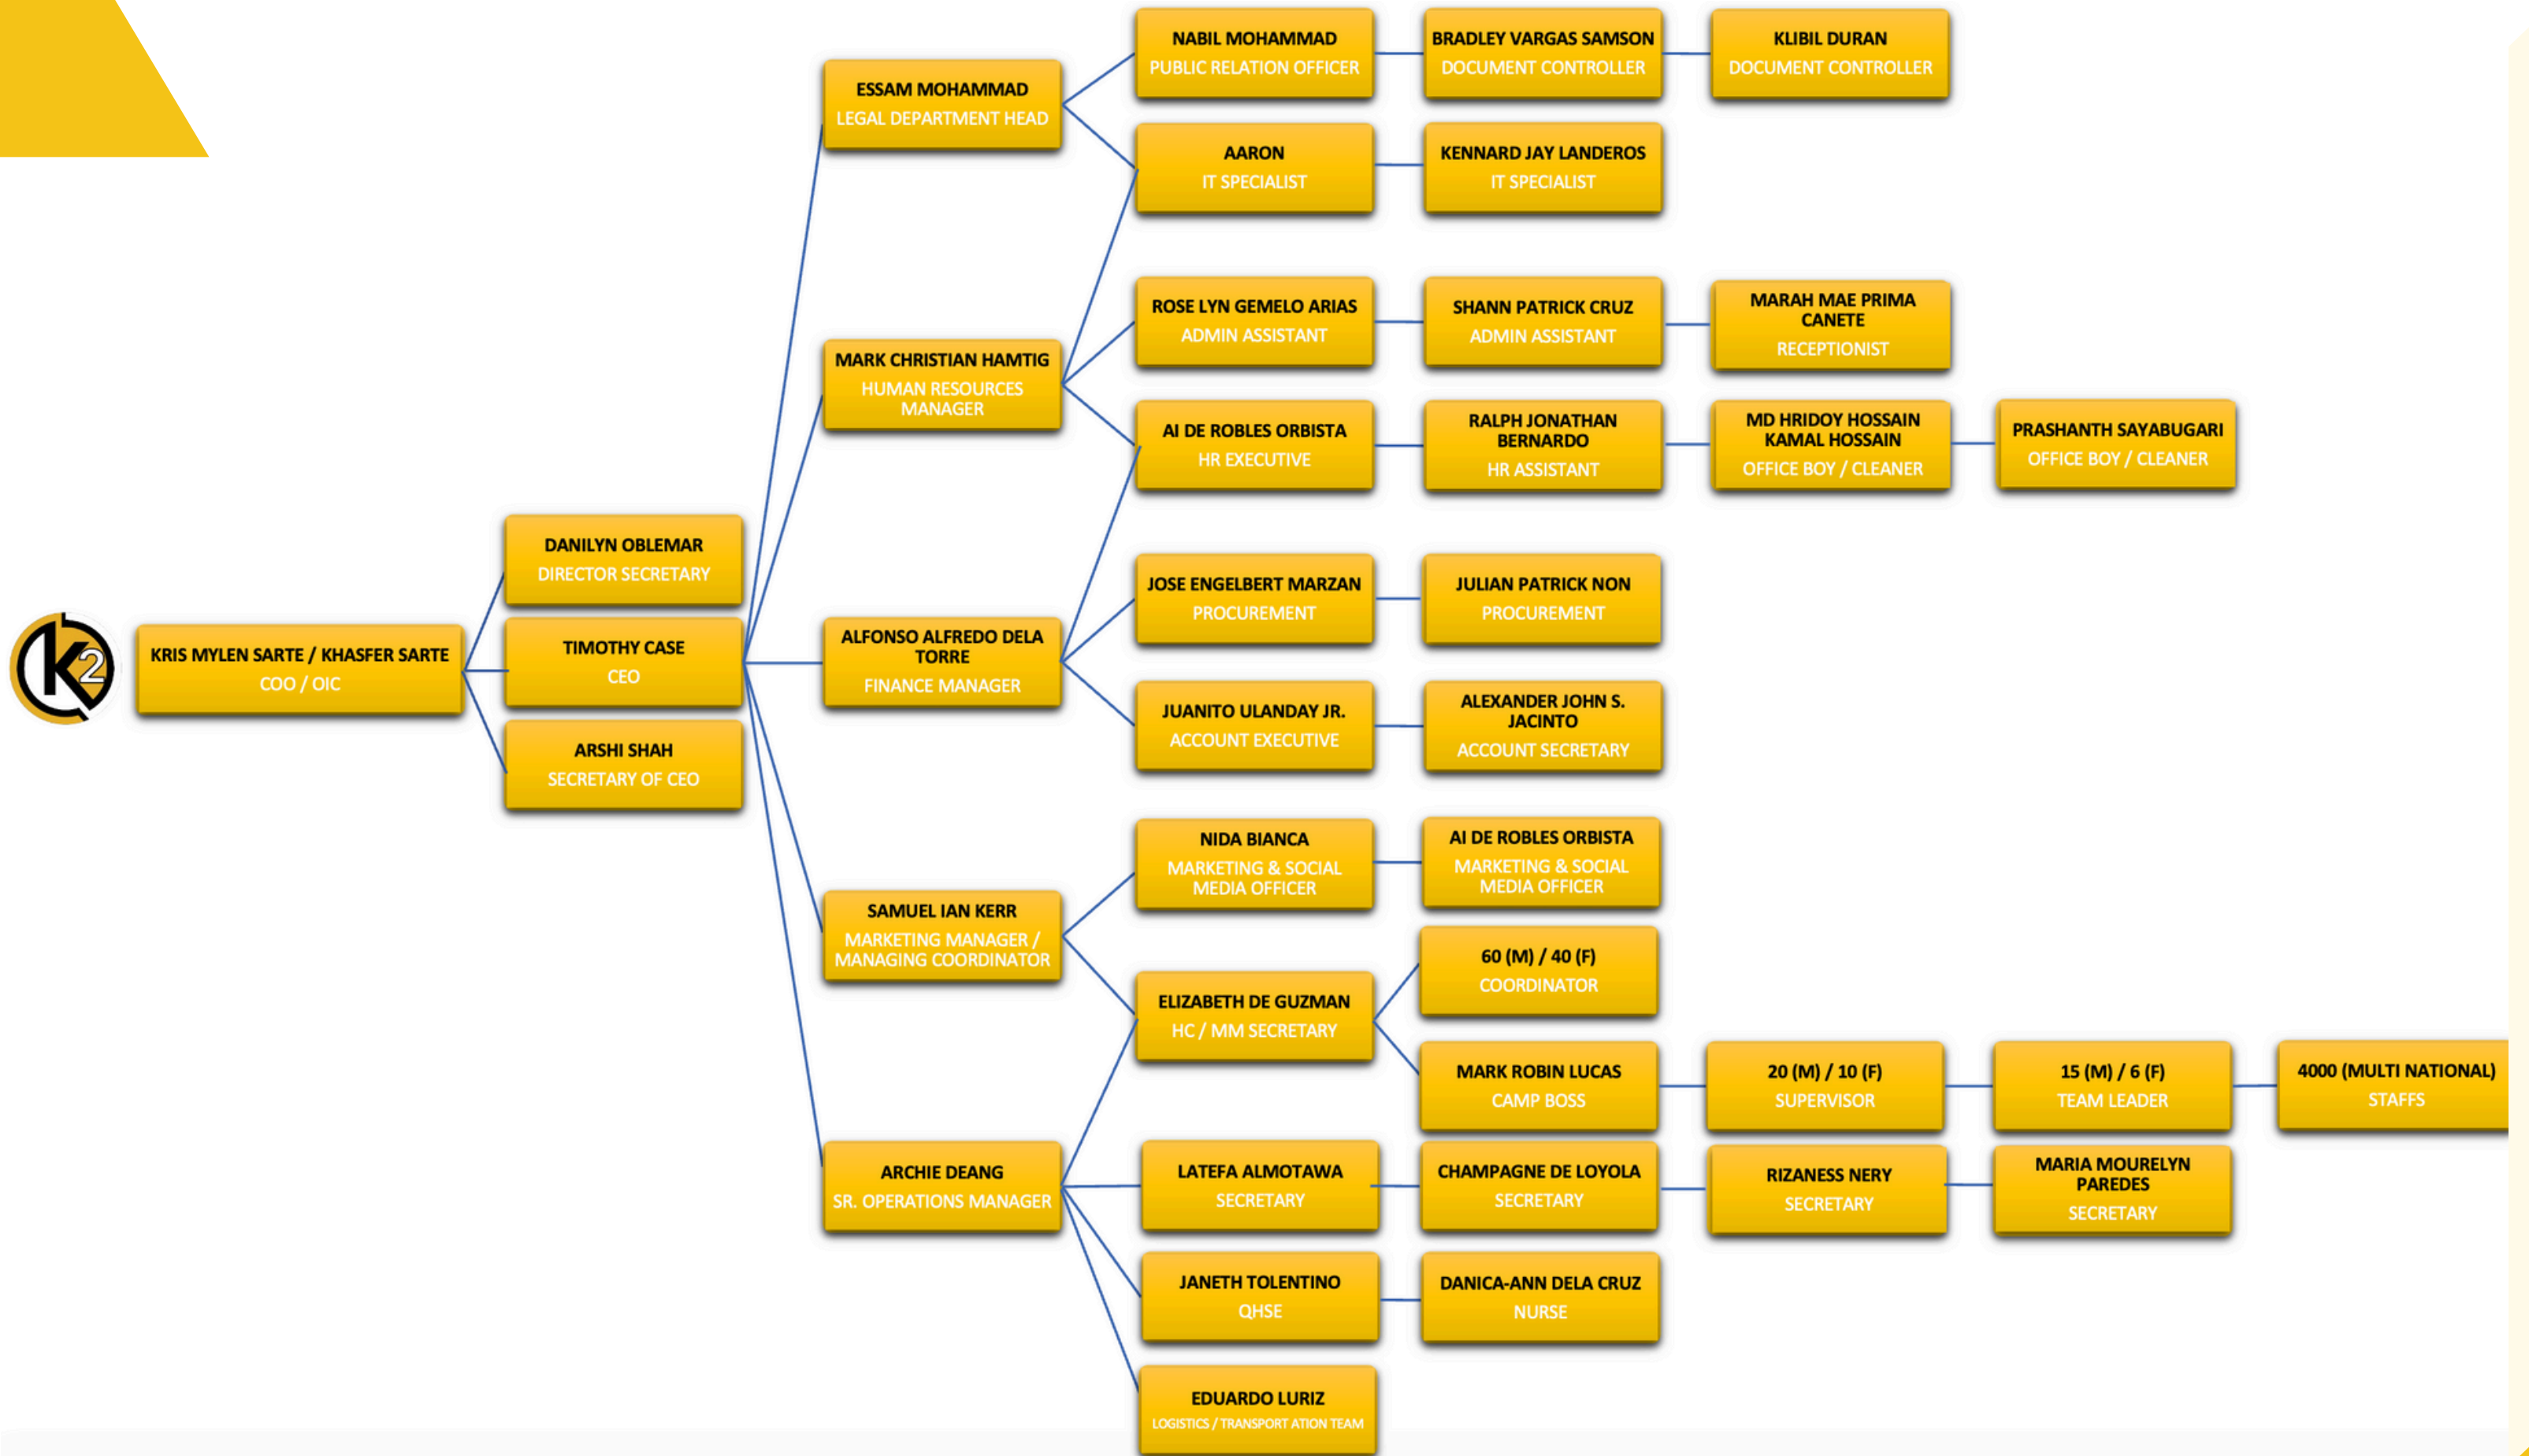 NABIL MOHAMMAD
PUBLIC RELATION OFFICER
BRADLEY VARGAS SAMSON
DOCUMENT CONTROLLER
KLIBIL DURAN
DOCUMENT CONTROLLER
ESSAM MOHAMMAD
LEGAL DEPARTMENT HEAD
AARON
IT SPECIALIST
KENNARD JAY LANDEROS
IT SPECIALIST
ROSE LYN GEMELO ARIAS
ADMIN ASSISTANT
SHANN PATRICK CRUZ
ADMIN ASSISTANT
MARAH MAE PRIMA
CANETE
RECEPTIONIST
MARK CHRISTIAN HAMTIG
HUMAN RESOURCES
MANAGER
AI DE ROBLES ORBISTA
HR EXECUTIVE
RALPH JONATHAN
BERNARDO
HR ASSISTANT
MD HRIDOY HOSSAIN
KAMAL HOSSAIN
OFFICE BOY / CLEANER
PRASHANTH SAYABUGARI
OFFICE BOY / CLEANER
DANILYN OBLEMAR
DIRECTOR SECRETARY
JOSE ENGELBERT MARZAN
PROCUREMENT
JULIAN PATRICK NON
PROCUREMENT
K2
KRIS MYLEN SARTE / KHASFER SARTE
COO / OIC
TIMOTHY CASE
CEO
ALFONSO ALFREDO DELA
TORRE
FINANCE MANAGER
JUANITO ULANDAY JR.
ACCOUNT EXECUTIVE
ALEXANDER JOHN S.
JACINTO
ACCOUNT SECRETARY
ARSHI SHAH
SECRETARY OF CEO
NIDA BIANCA
MARKETING & SOCIAL
MEDIA OFFICER
AI DE ROBLES ORBISTA
MARKETING & SOCIAL
MEDIA OFFICER
SAMUEL IAN KERR
MARKETING MANAGER /
MANAGING COORDINATOR
60 (M) / 40 (F)
COORDINATOR
ELIZABETH DE GUZMAN
HC / MM SECRETARY
MARK ROBIN LUCAS
CAMP BOSS
20 (M) / 10 (F)
SUPERVISOR
15 (M) / 6 (F)
TEAM LEADER
4000 (MULTI NATIONAL)
STAFFS
ARCHIE DEANG
SR. OPERATIONS MANAGER
LATEFA ALMOTAWA
SECRETARY
CHAMPAGNE DE LOYOLA
SECRETARY
RIZANESS NERY
SECRETARY
MARIA MOURELYN
PAREDES
SECRETARY
JANETH TOLENTINO
QHSE
DANICA-ANN DELA CRUZ
NURSE
EDUARDO LURIZ
LOGISTICS / TRANSPORT ATION TEAM